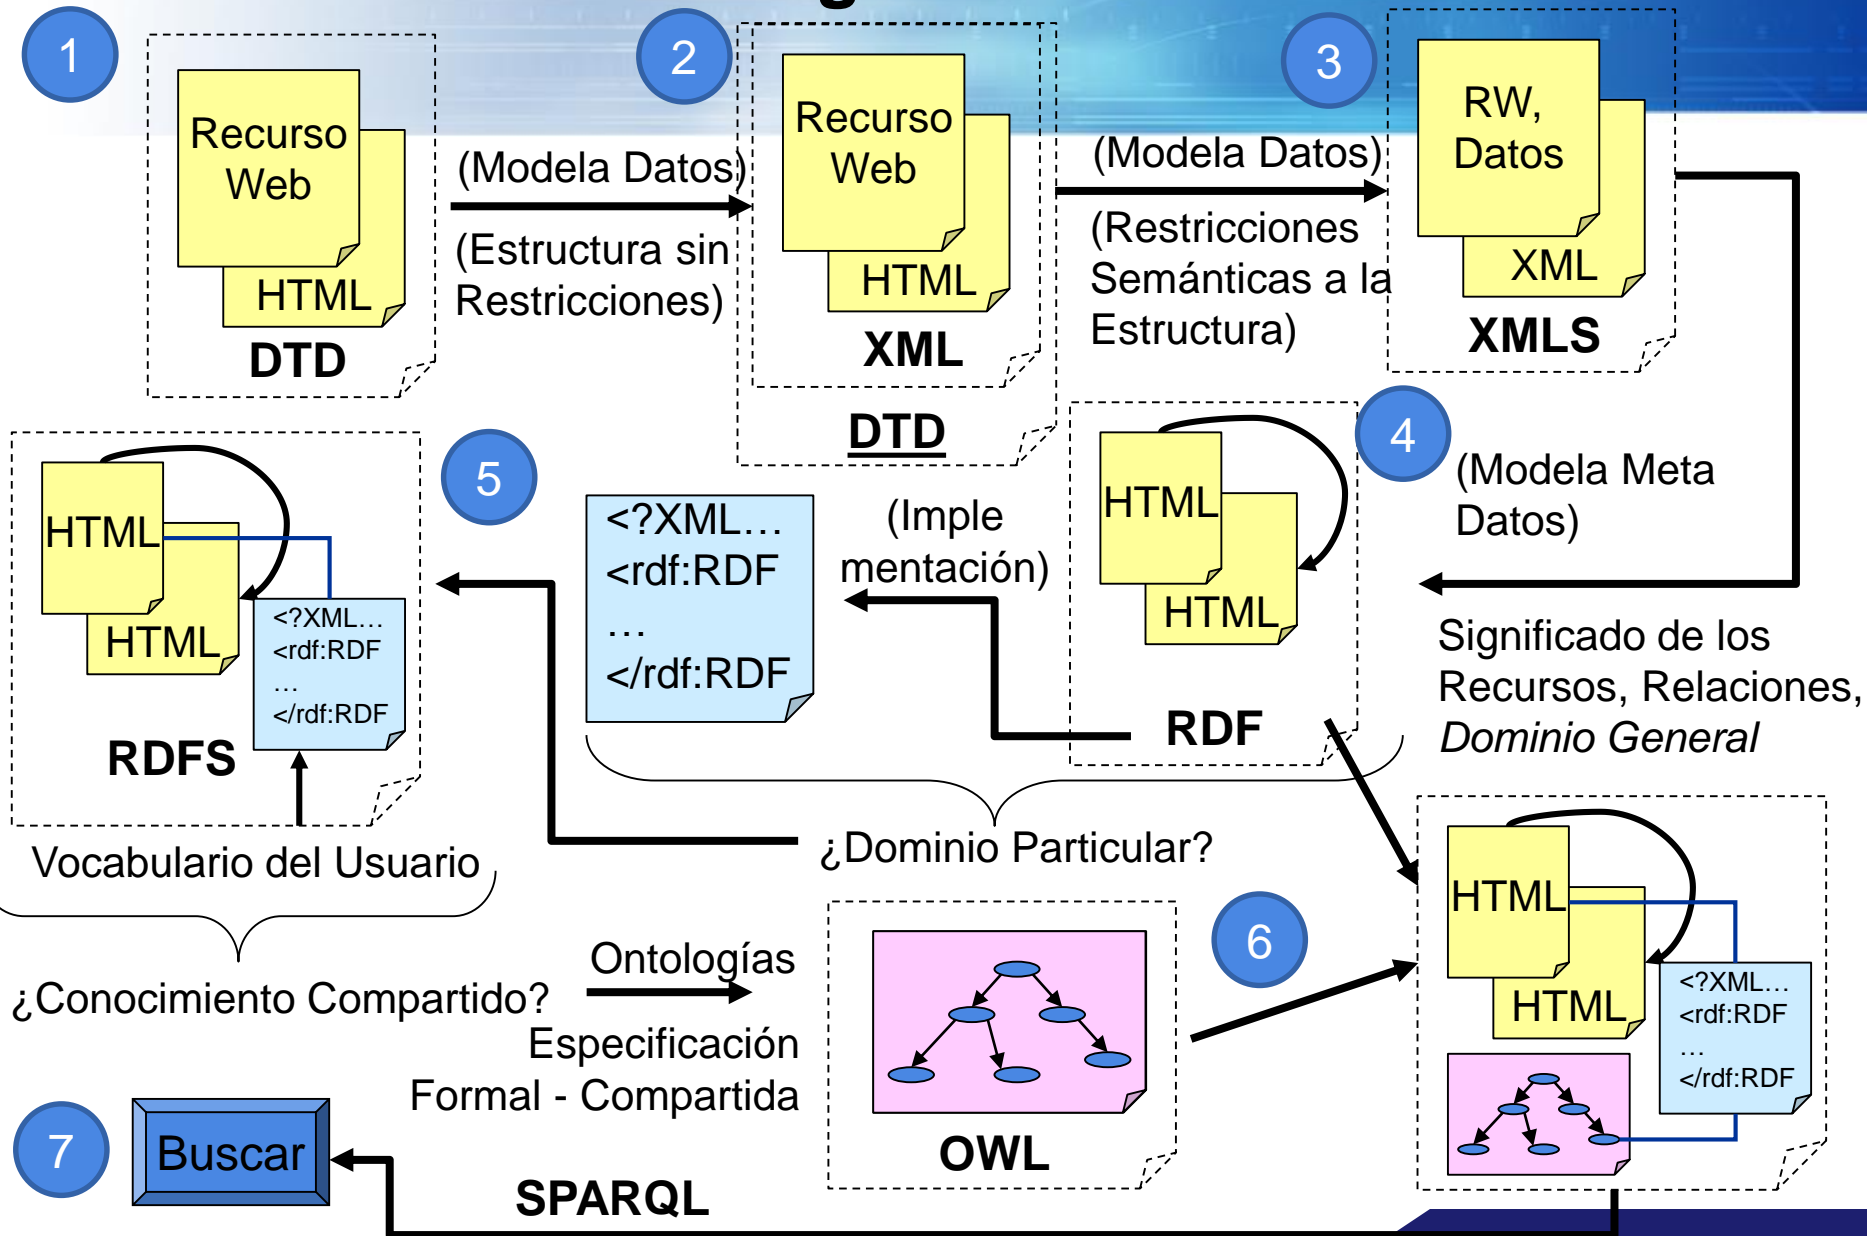 1
Recurso
Web
HTML
DTD
(Modela Datos)
(Estructura sin
Restricciones)
2
Recurso
Web
HTML
XML
DTD
(Modela Datos)
(Restricciones
Semánticas a la
Estructura)
3
RW,
Datos
XML
XMLS
4
(Modela Meta
Datos)
Significado de los
Recursos, Relaciones,
Dominio General
HTML
HTML
RDF
(Imple
mentación)
<?XML…
<rdf:RDF
…
</rdf:RDF
¿Dominio Particular?
5
HTML
HTML
<?XML…
<rdf:RDF
…
</rdf:RDF
RDFS
Vocabulario del Usuario
¿Conocimiento Compartido?
Ontologías
Especificación
Formal - Compartida
OWL
6
HTML
HTML
<?XML…
<rdf:RDF
…
</rdf:RDF
7
Buscar
SPARQL